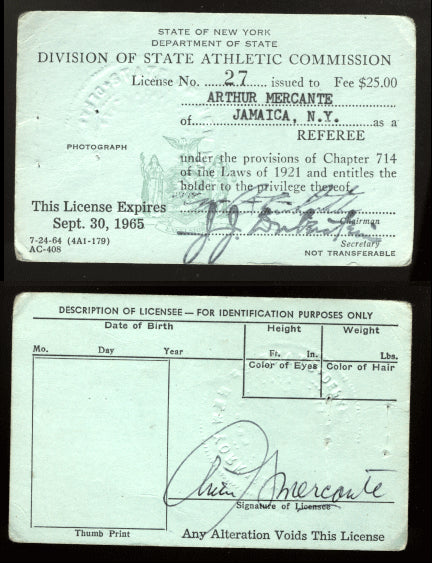 STATE OF NEW YORK
DEPARTMENT OF STATE
DIVISION OF STATE ATHLETIC COMMISSION
License No. 27 issued to Fee $25.00
ARTHUR MERCANTE
of JAMAICA, N.Y. as a
REFEREE
PHOTOGRAPH
under the provisions of Chapter 714
of the Laws of 1921 and entitles the
holder to the privilege thereof.
This License Expires
Sept. 30, 1965
Chairman
Secretary
7-24-64 (4A1-179)
AC-408
NOT TRANSFERABLE
DESCRIPTION OF LICENSEE — FOR IDENTIFICATION PURPOSES ONLY
Date of Birth Height Weight
Mo. Day Year Ft. In. Lbs.
Color of Eyes Color of Hair
Arthur Mercante
Signature of Licensee
Thumb Print
Any Alteration Voids This License